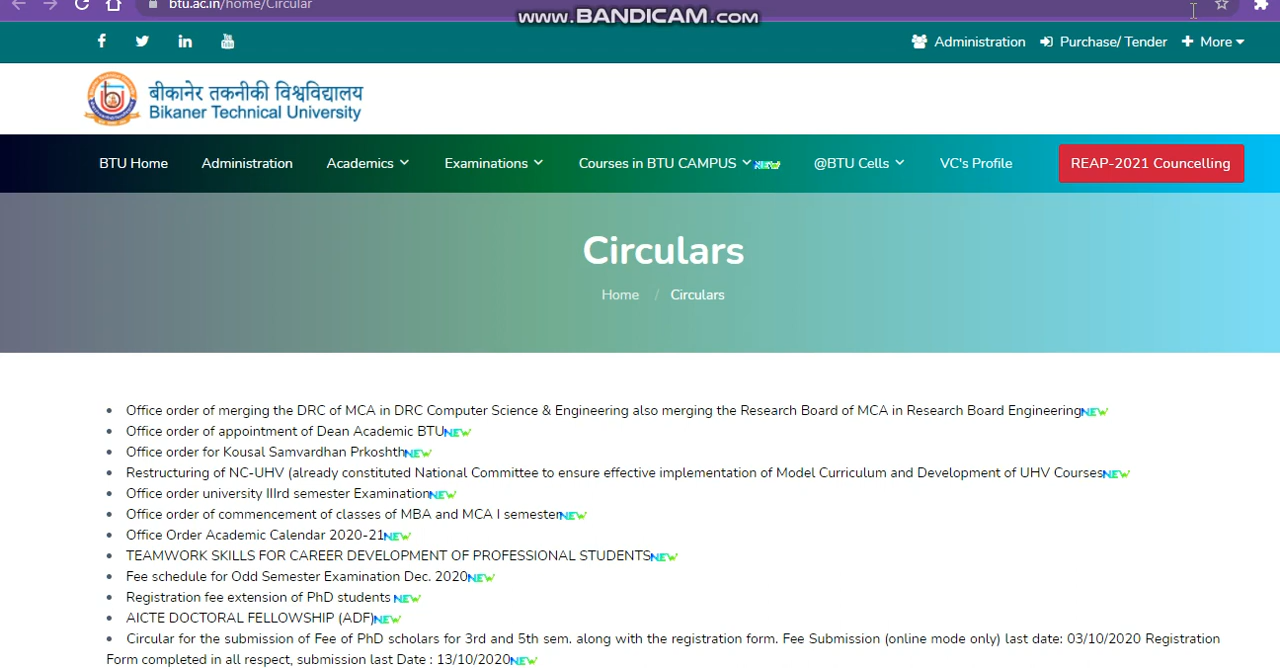 btu.ac.in/home/Circular
www.BANDICAM.com
Administration Purchase/ Tender More
बीकानेर तकनीकी विश्वविद्यालय
Bikaner Technical University
BTU Home Administration Academics Examinations Courses in BTU CAMPUS NEW @BTU Cells VC's Profile REAP-2021 Councelling
Circulars
Home / Circulars
Office order of merging the DRC of MCA in DRC Computer Science & Engineering also merging the Research Board of MCA in Research Board Engineering NEW
Office order of appointment of Dean Academic BTU NEW
Office order for Kousal Samvardhan Prkoshth NEW
Restructuring of NC-UHV (already constituted National Committee to ensure effective implementation of Model Curriculum and Development of UHV Courses NEW
Office order university IIIrd semester Examination NEW
Office order of commencement of classes of MBA and MCA I semester NEW
Office Order Academic Calendar 2020-21 NEW
TEAMWORK SKILLS FOR CAREER DEVELOPMENT OF PROFESSIONAL STUDENTS NEW
Fee schedule for Odd Semester Examination Dec. 2020 NEW
Registration fee extension of PhD students NEW
AICTE DOCTORAL FELLOWSHIP (ADF) NEW
Circular for the submission of Fee of PhD scholars for 3rd and 5th sem. along with the registration form. Fee Submission (online mode only) last date: 03/10/2020 Registration
Form completed in all respect, submission last Date : 13/10/2020 NEW